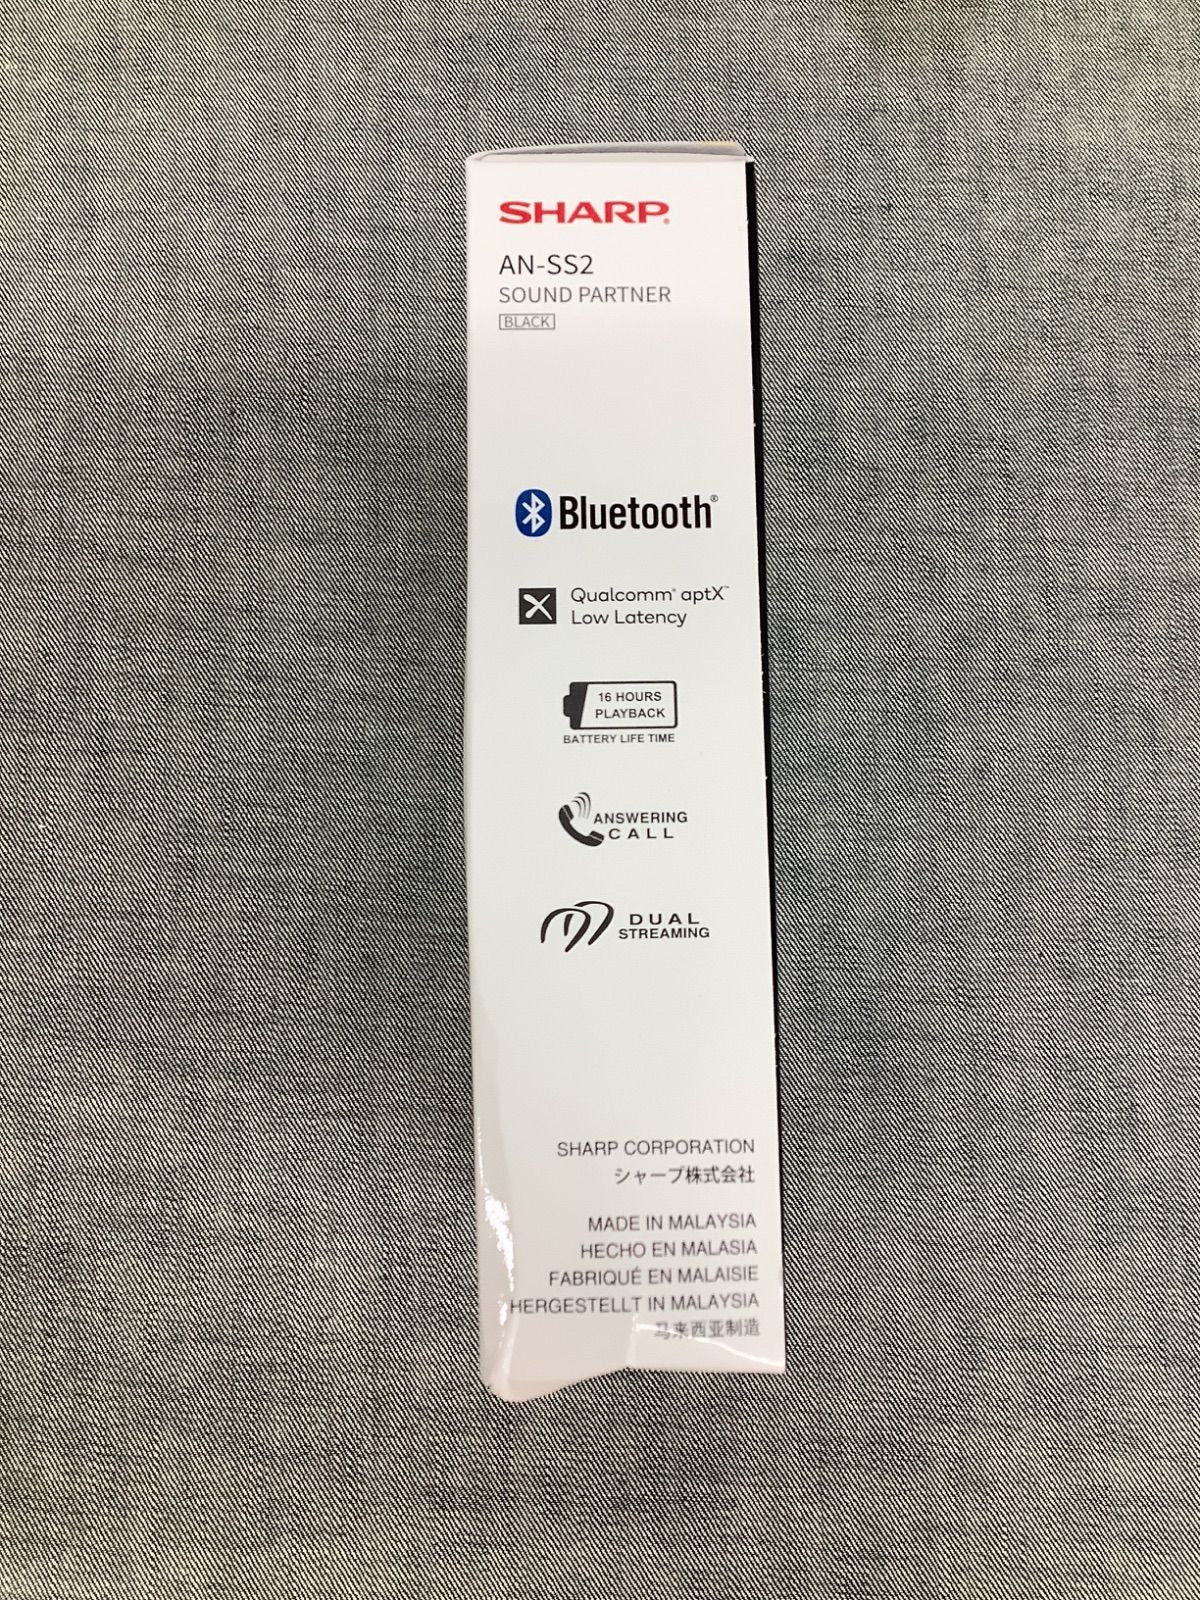 SHARP®
AN-SS2
SOUND PARTNER
BLACK
Bluetooth®
Qualcomm® aptX™
Low Latency
16 HOURS
PLAYBACK
BATTERY LIFE TIME
ANSWERING
CALL
DUAL
STREAMING
SHARP CORPORATION
シャープ株式会社
MADE IN MALAYSIA
HECHO EN MALASIA
FABRIQUÉ EN MALAISIE
HERGESTELLT IN MALAYSIA
马来西亚制造